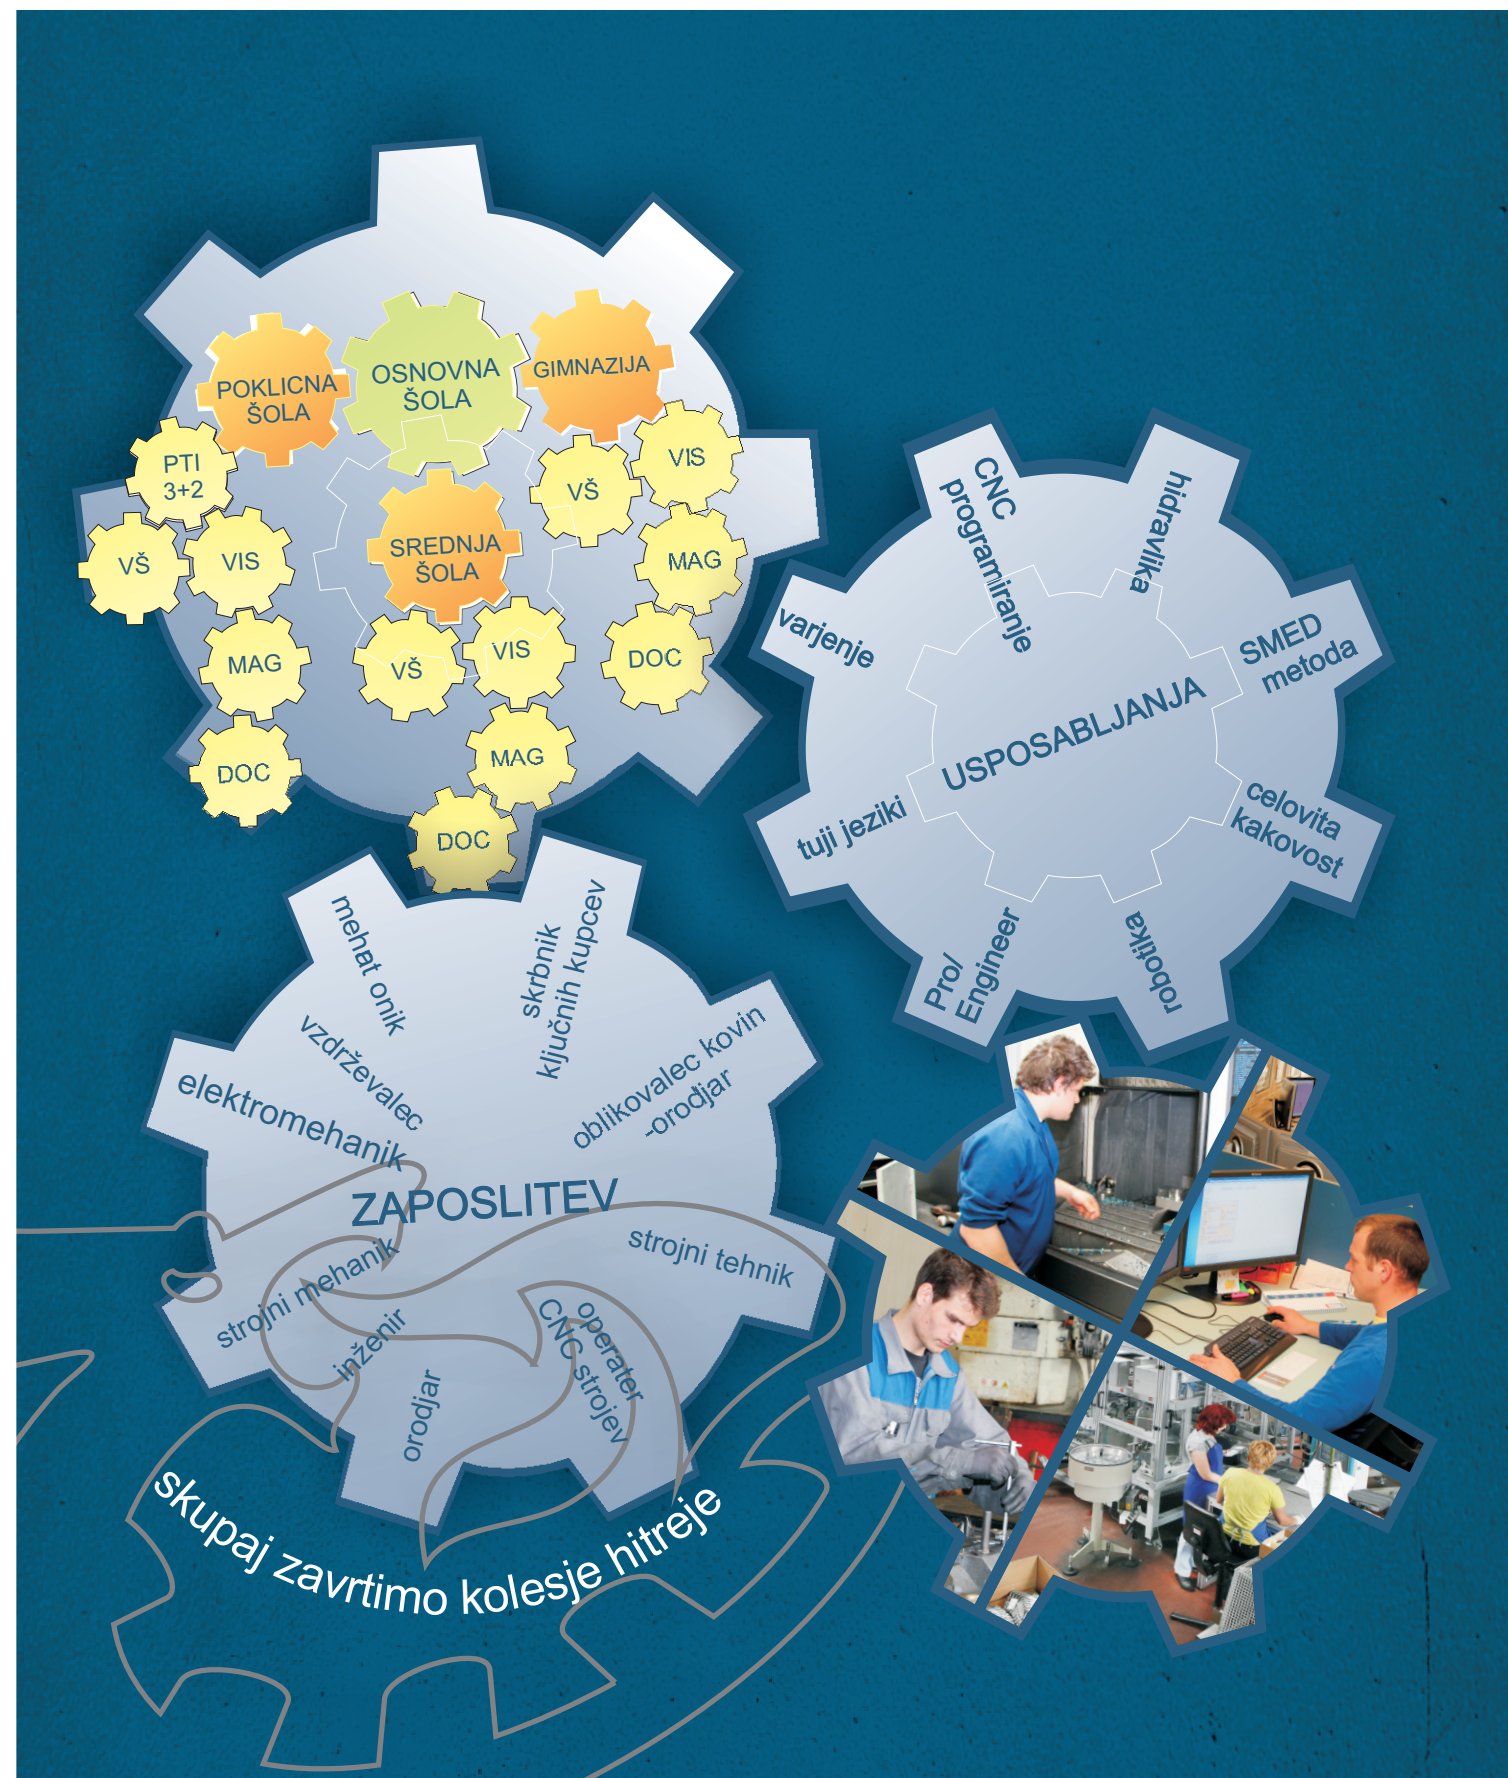 POKLICNA
ŠOLA
OSNOVNA
ŠOLA
GIMNAZIJA
PTI
3+2
VŠ
VIS
MAG
DOC
SREDNJA
ŠOLA
VŠ
VIS
MAG
DOC
VŠ
VIS
MAG
DOC
CNC
programiranje
hidravlika
varjenje
SMED
metoda
USPOSABLJANJA
tuji jeziki
celovita
kakovost
Pro/
Engineer
robotika
mehat onik
skrbnik
ključnih kupcev
vzdrževalec
elektromehanik
oblikovalec kovin
-orodjar
ZAPOSLITEV
strojni mehanik
strojni tehnik
inženir
orodjar
operater
CNC strojev
skupaj zavrtimo kolesje hitreje